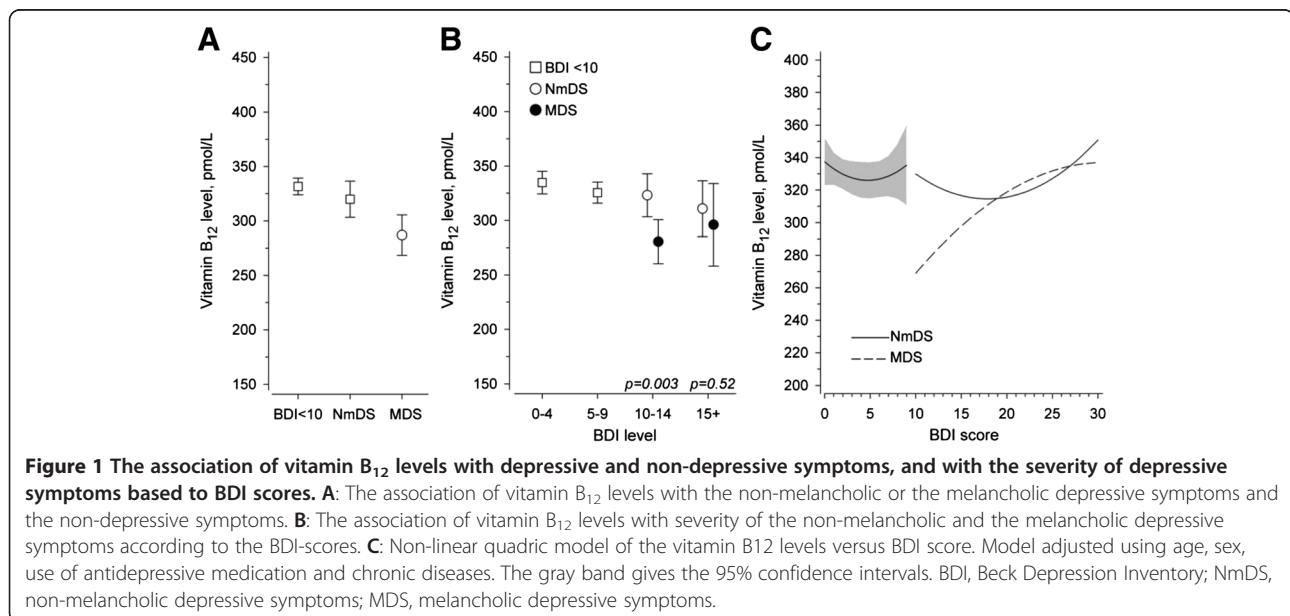 A
450
400
350
300
250
200
150
Vitamin B12 level, pmol/L
BDI<10 NmDS MDS
B
450
400
350
300
250
200
150
Vitamin B12 level, pmol/L
BDI <10
NmDS
MDS
p=0.003 p=0.52
0-4 5-9 10-14 15+
BDI level
C
400
380
360
340
320
300
280
260
240
220
200
Vitamin B12 level, pmol/L
NmDS
MDS
0 5 10 20 30
BDI score
Figure 1 The association of vitamin B12 levels with depressive and non-depressive symptoms, and with the severity of depressive
symptoms based to BDI scores. A: The association of vitamin B12 levels with the non-melancholic or the melancholic depressive symptoms and
the non-depressive symptoms. B: The association of vitamin B12 levels with severity of the non-melancholic and the melancholic depressive
symptoms according to the BDI-scores. C: Non-linear quadric model of the vitamin B12 levels versus BDI score. Model adjusted using age, sex,
use of antidepressive medication and chronic diseases. The gray band gives the 95% confidence intervals. BDI, Beck Depression Inventory; NmDS,
non-melancholic depressive symptoms; MDS, melancholic depressive symptoms.